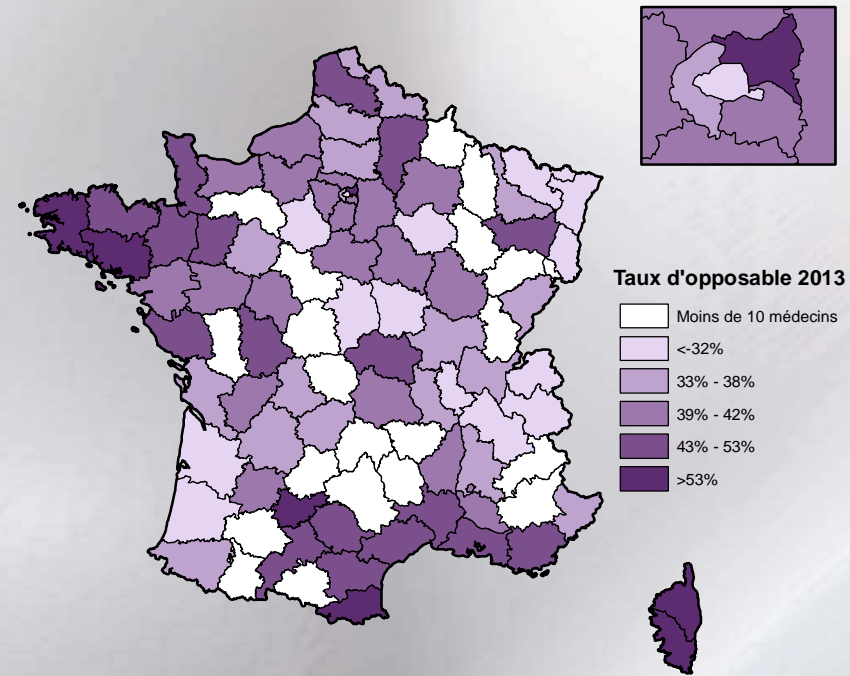 Taux d'opposable 2013
Moins de 10 médecins
<-32%
33% - 38%
39% - 42%
43% - 53%
>53%